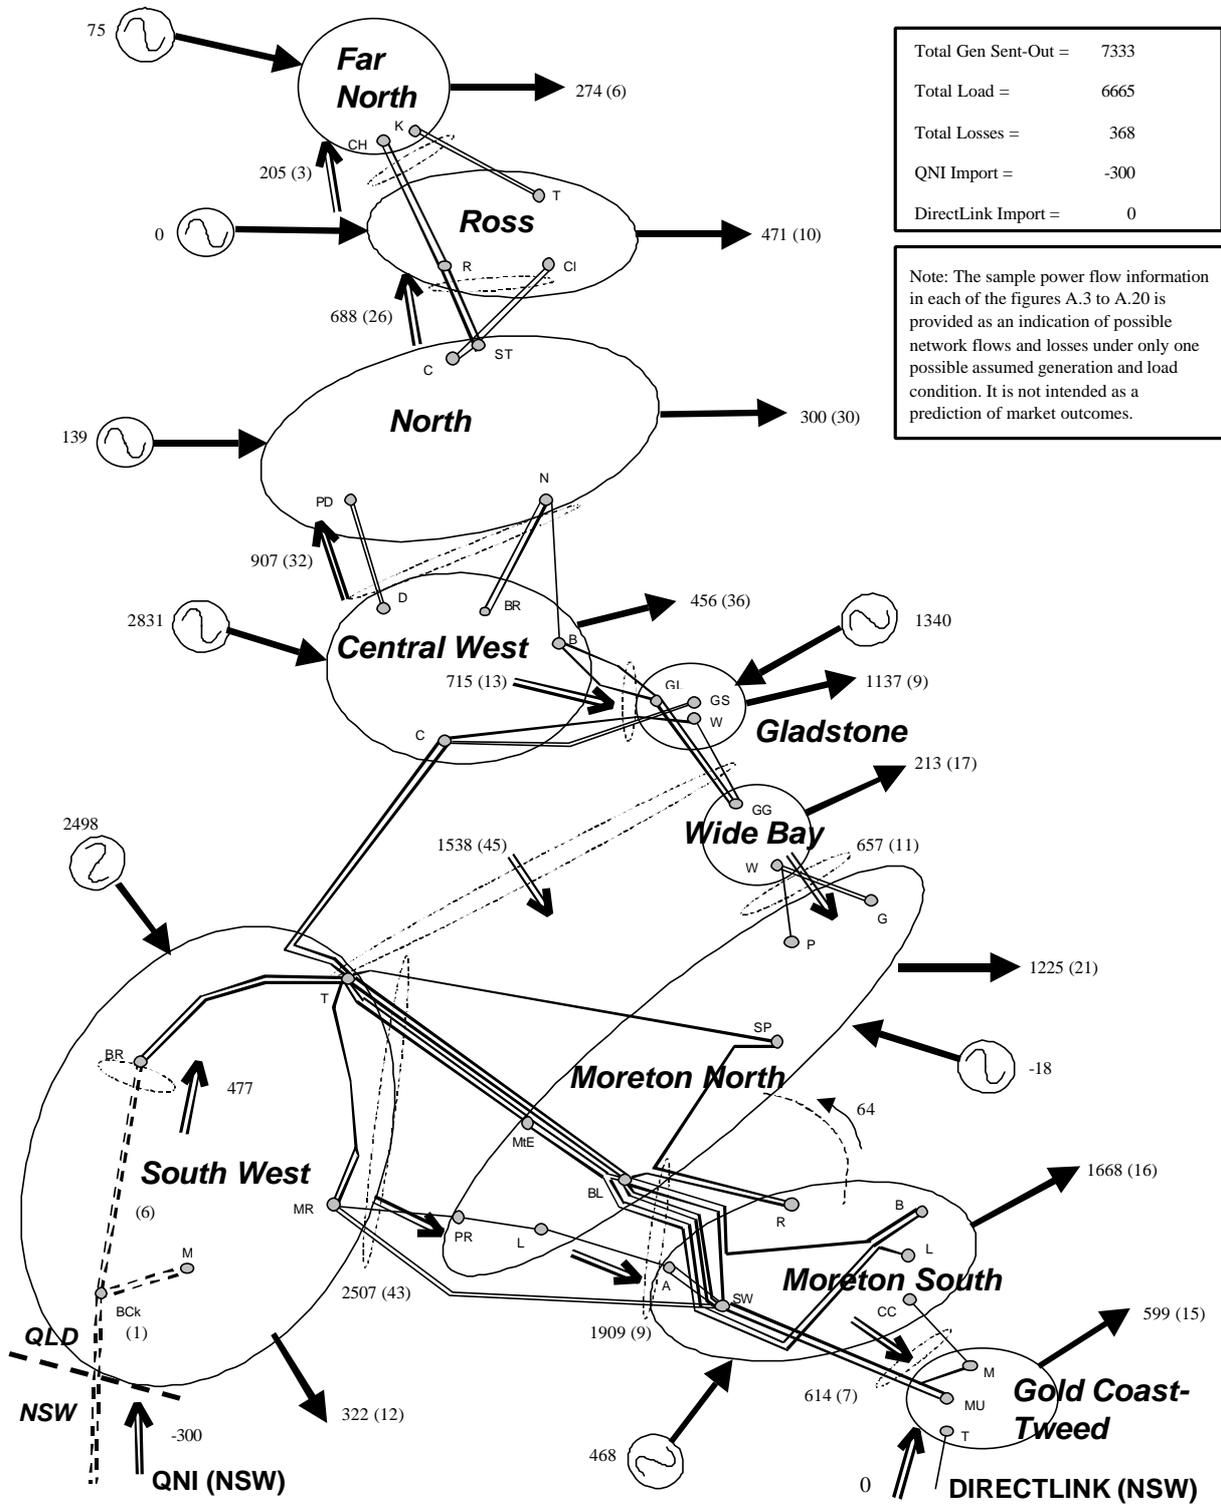 75
Far
North
274 (6)
K
CH
205 (3)
T
Ross
0
471 (10)
R
CI
688 (26)
ST
C
North
300 (30)
139
N
PD
907 (32)
D
BR
456 (36)
2831
B
1340
Central West
715 (13)
GL
GS
1137 (9)
W
C
Gladstone
213 (17)
GG
2498
Wide Bay
1538 (45)
657 (11)
W
G
P
1225 (21)
T
SP
BR
-18
Moreton North
477
64
MtE
South West
1668 (16)
BL
MR
R
B
(6)
PR
L
L
M
A
Moreton South
2507 (43)
SW
BCk
CC
(1)
1909 (9)
599 (15)
QLD
M
614 (7)
MU
Gold Coast-
Tweed
NSW
322 (12)
T
-300
468
QNI (NSW)
0
DIRECTLINK (NSW)
Total Gen Sent-Out = 7333
Total Load = 6665
Total Losses = 368
QNI Import = -300
DirectLink Import = 0
Note: The sample power flow information
in each of the figures A.3 to A.20 is
provided as an indication of possible
network flows and losses under only one
possible assumed generation and load
condition. It is not intended as a
prediction of market outcomes.